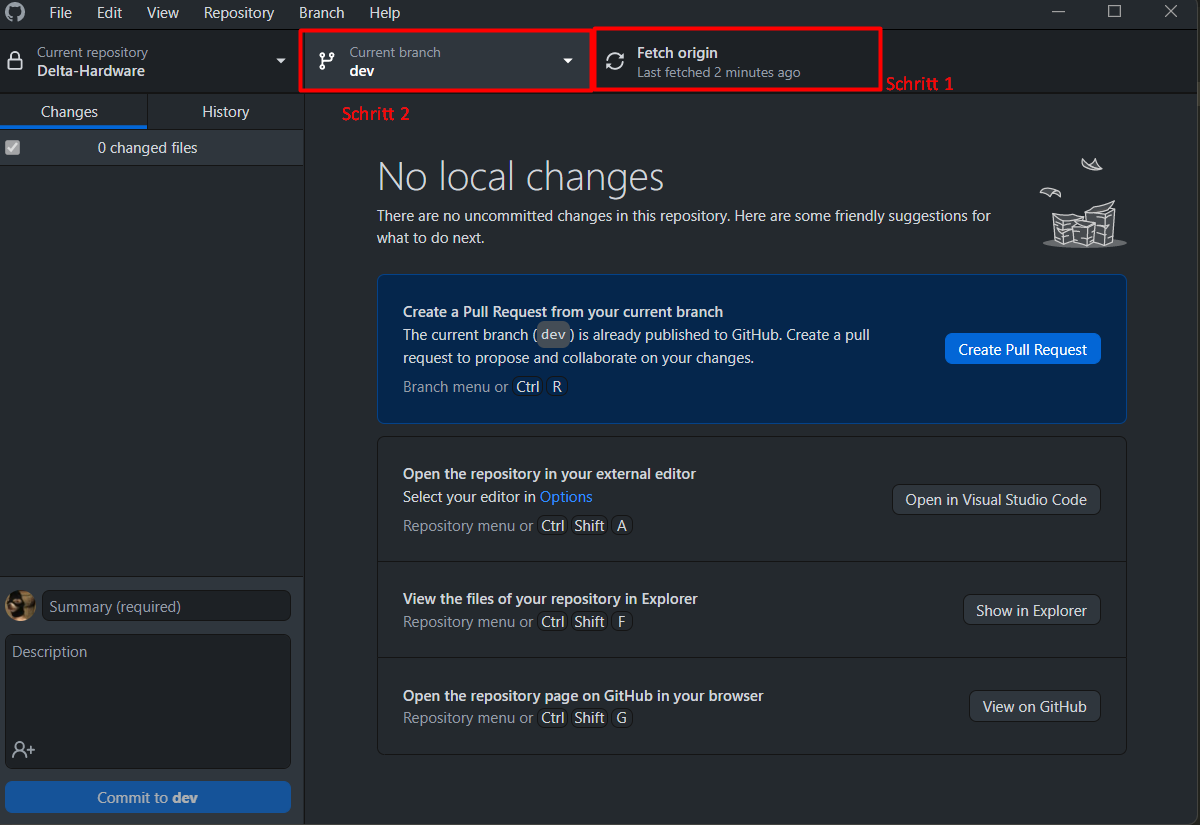 File Edit View Repository Branch Help
Current repository
Delta-Hardware
Current branch
dev
Fetch origin
Last fetched 2 minutes ago
Schritt 1
Schritt 2
Changes History
0 changed files
No local changes
There are no uncommitted changes in this repository. Here are some friendly suggestions for
what to do next.
Create a Pull Request from your current branch
The current branch (dev) is already published to GitHub. Create a pull
request to propose and collaborate on your changes.
Branch menu or Ctrl R
Create Pull Request
Open the repository in your external editor
Select your editor in Options
Repository menu or Ctrl Shift A
Open in Visual Studio Code
View the files of your repository in Explorer
Repository menu or Ctrl Shift F
Show in Explorer
Open the repository page on GitHub in your browser
Repository menu or Ctrl Shift G
View on GitHub
Summary (required)
Description
Commit to dev